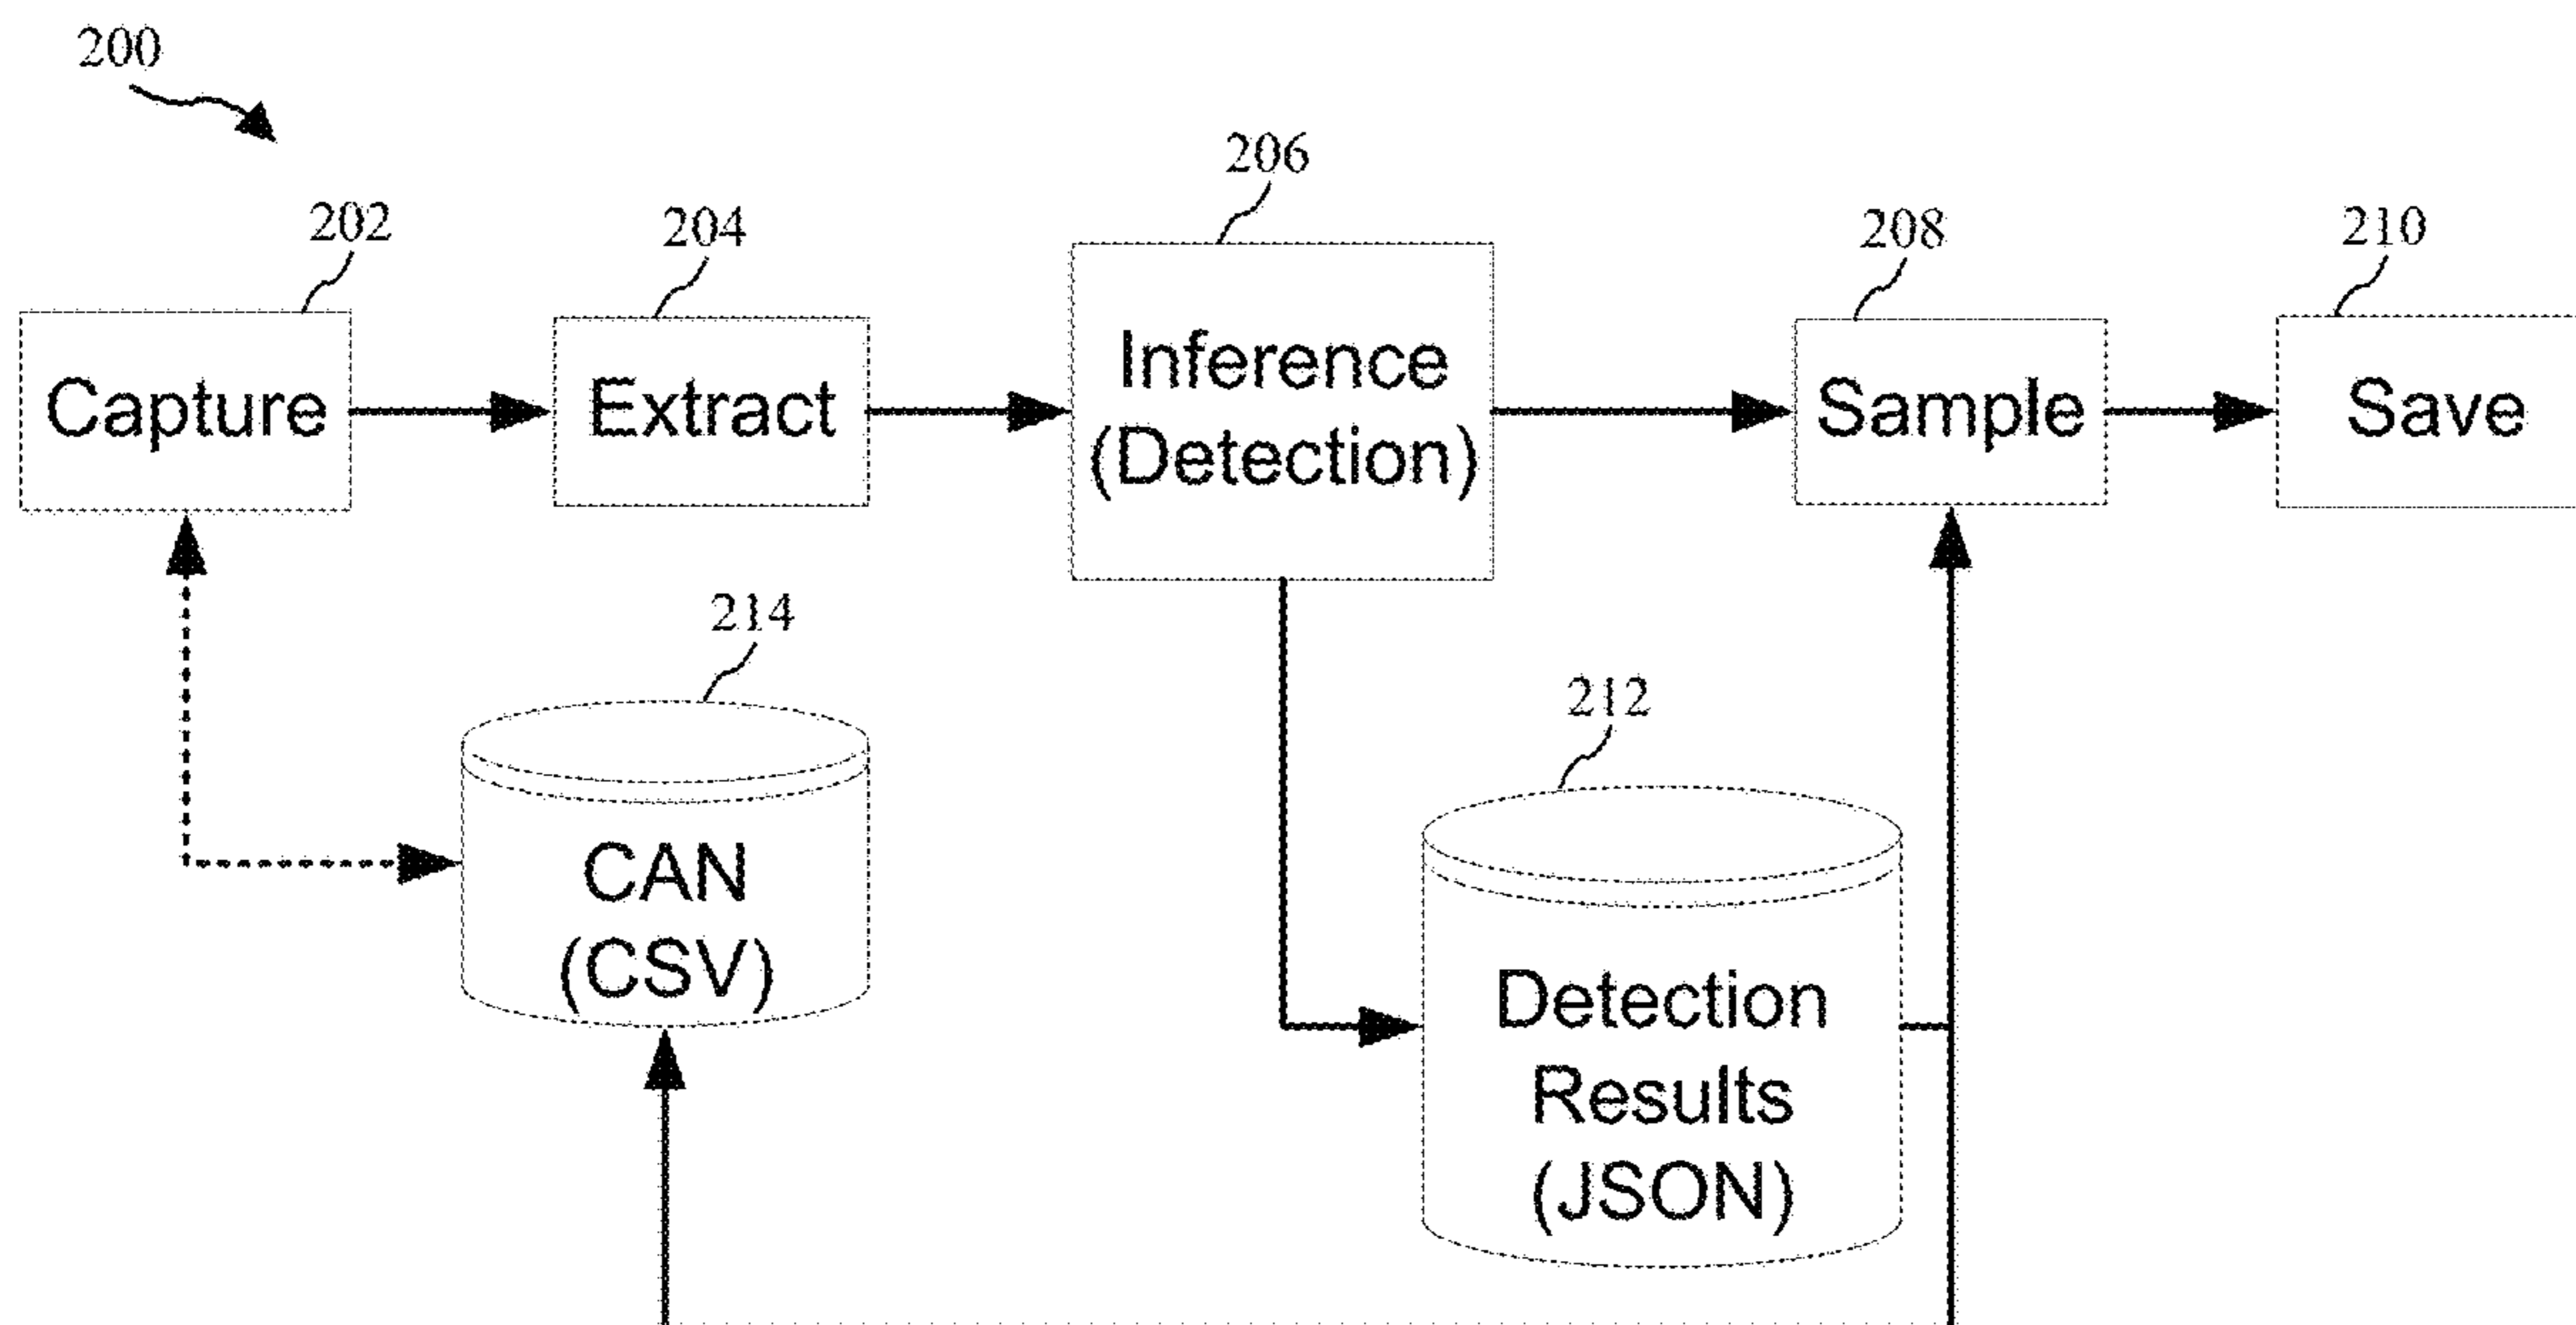 200
206
202
204
208
210
Capture
Extract
Inference
(Detection)
Sample
Save
214
212
CAN
(CSV)
Detection
Results
(JSON)